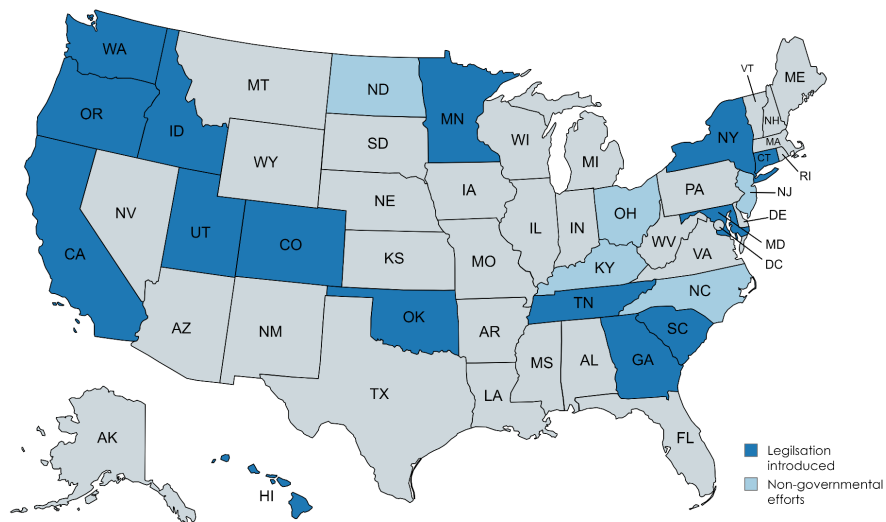 WA
MT
ND
MN
OR
ID
WY
SD
WI
MI
VT
ME
NH
NY
MA
CT
RI
NV
UT
CO
NE
IA
IL
IN
OH
PA
NJ
DE
MD
DC
CA
KS
MO
WV
VA
KY
NC
AZ
NM
OK
AR
TN
SC
TX
LA
MS
AL
GA
FL
AK
HI
Legilsation
introduced
Non-governmental
efforts